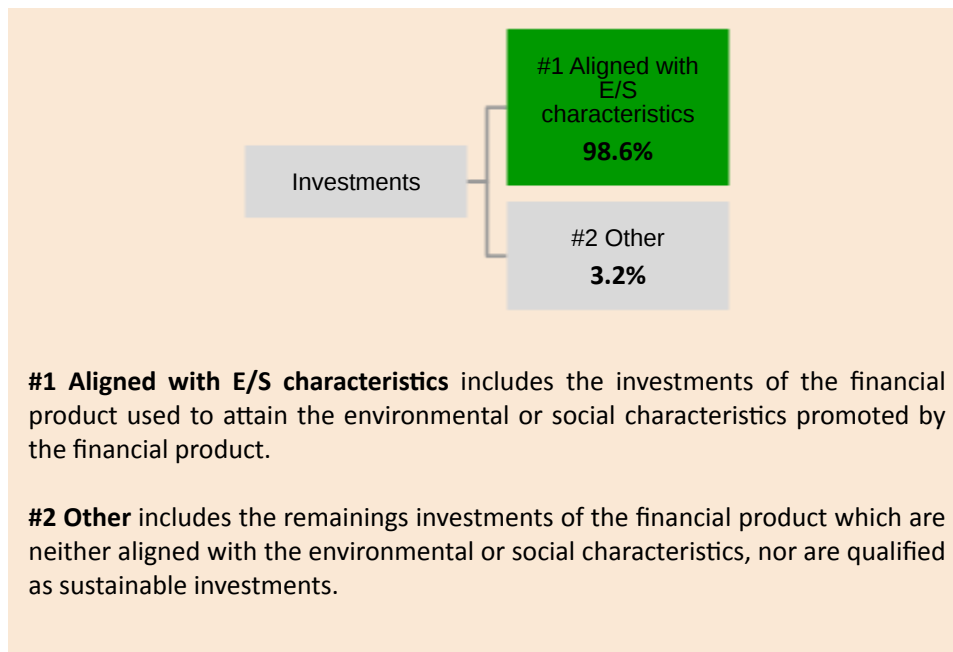 #1 Aligned with
E/S
characteristics
98.6%
Investments
#2 Other
3.2%
#1 Aligned with E/S characteristics includes the investments of the financial
product used to attain the environmental or social characteristics promoted by
the financial product.
#2 Other includes the remainings investments of the financial product which are
neither aligned with the environmental or social characteristics, nor are qualified
as sustainable investments.